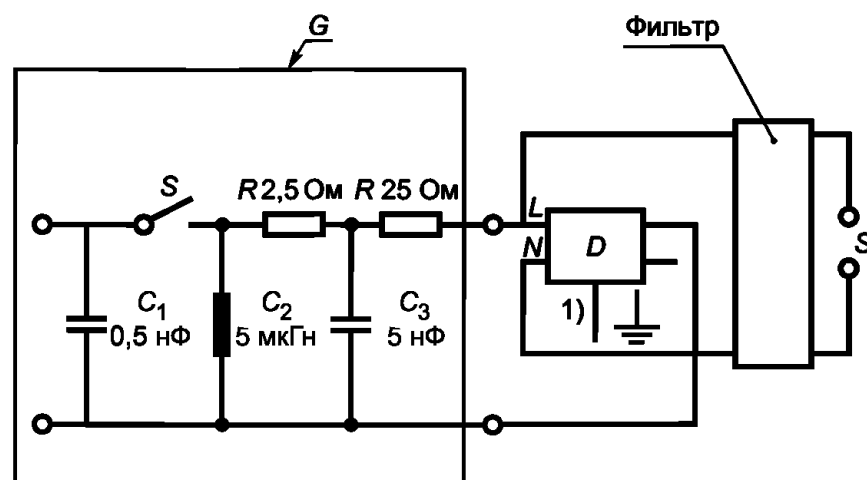 G
Фильтр
S
R 2,5 Ом
R 25 Ом
L
N
D
S
1)
C1
0,5 нФ
C2
5 мкГн
C3
5 нФ